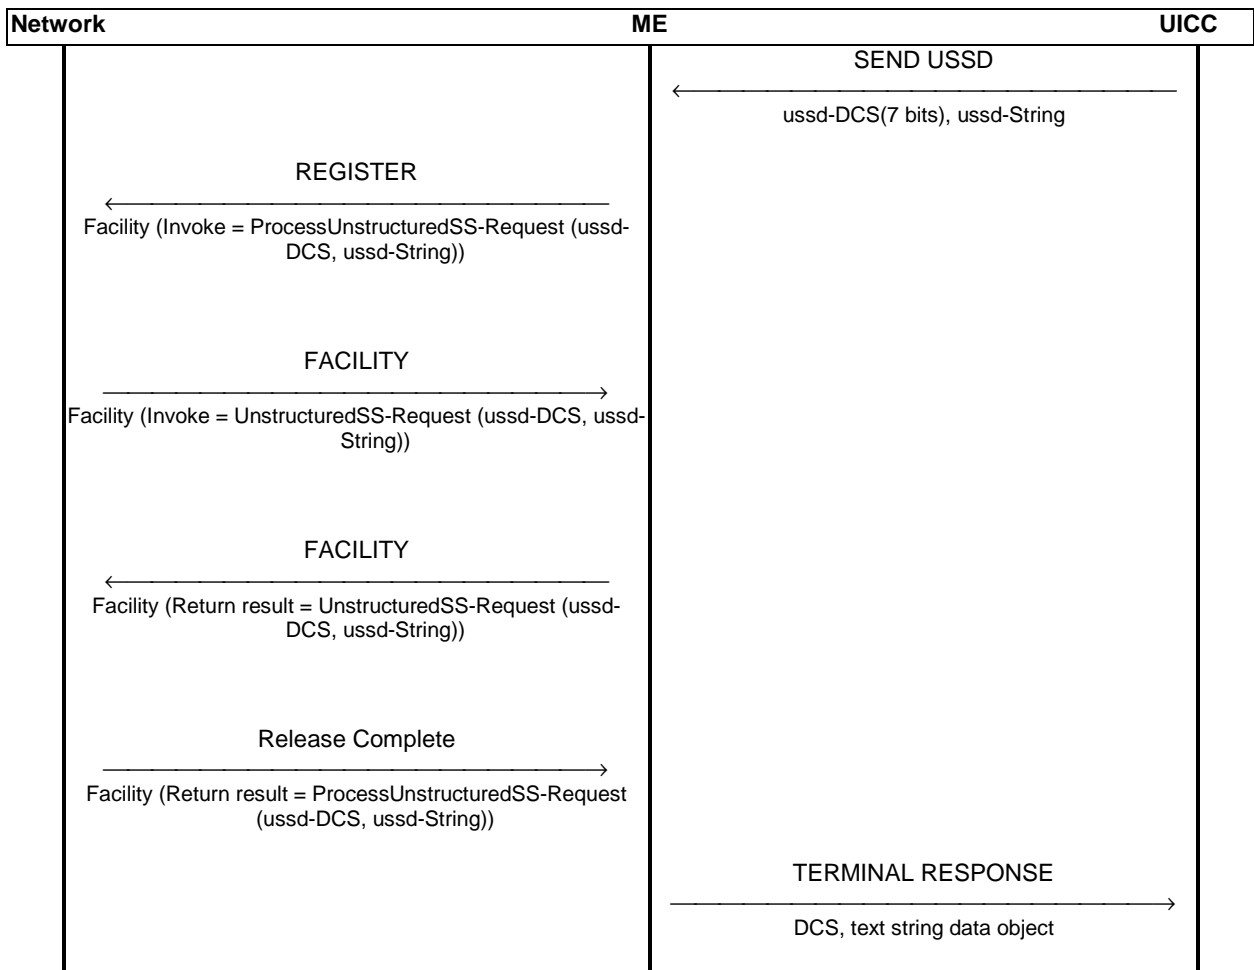 Network ME UICC
SEND USSD
ussd-DCS(7 bits), ussd-String
REGISTER
Facility (Invoke = ProcessUnstructuredSS-Request (ussd-
DCS, ussd-String))
FACILITY
Facility (Invoke = UnstructuredSS-Request (ussd-DCS, ussd-
String))
FACILITY
Facility (Return result = UnstructuredSS-Request (ussd-
DCS, ussd-String))
Release Complete
Facility (Return result = ProcessUnstructuredSS-Request
(ussd-DCS, ussd-String))
TERMINAL RESPONSE
DCS, text string data object